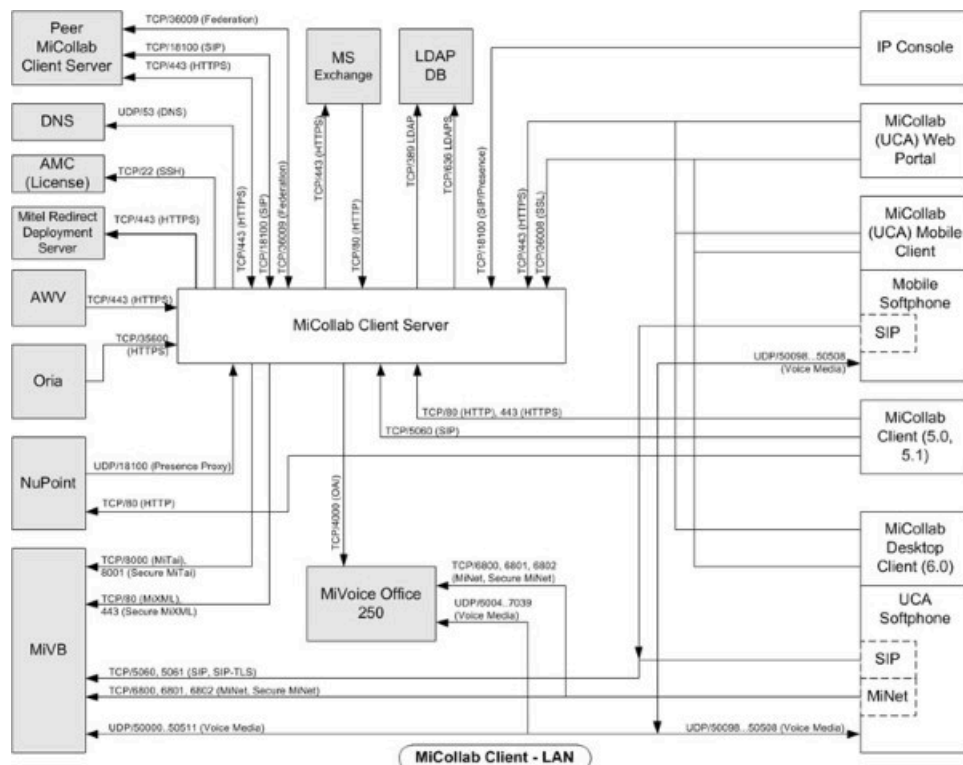 Peer
MiCollab
Client Server
TCP/36009 (Federation)
TCP/18100 (SIP)
TCP/443 (HTTPS)
MS
Exchange
LDAP
DB
IP Console
DNS
UDP/53 (DNS)
AMC
(License)
TCP/22 (SSH)
Mitel Redirect
Deployment
Server
TCP/443 (HTTPS)
TCP/443 (HTTPS)
TCP/18100 (SIP)
TCP/36009 (Federation)
TCP/443 (HTTPS)
TCP/80 (HTTP)
TCP/389 LDAP
TCP/636 LDAPS
TCP/18100 (SIP/Presence)
TCP/443 (HTTPS)
TCP/36008 (SSL)
MiCollab
(UCA) Web
Portal
MiCollab
(UCA) Mobile
Client
Mobile
Softphone
SIP
AWV
TCP/443 (HTTPS)
MiCollab Client Server
Oria
TCP/35600
(HTTPS)
UDP/50098...50508
(Voice Media)
TCP/80 (HTTP), 443 (HTTPS)
TCP/5060 (SIP)
MiCollab
Client (5.0,
5.1)
NuPoint
UDP/18100 (Presence Proxy)
TCP/80 (HTTP)
TCP/4000 (OAI)
MiCollab
Desktop
Client (6.0)
MiVB
TCP/8000 (MiTai),
8001 (Secure MiTai)
TCP/80 (MiXML),
443 (Secure MiXML)
MiVoice Office
250
TCP/6800, 6801, 6802
(MiNet, Secure MiNet)
UDP/6004..7039
(Voice Media)
UCA
Softphone
SIP
MiNet
TCP/5060, 5061 (SIP, SIP-TLS)
TCP/6800, 6801, 6802 (MiNet, Secure MiNet)
UDP/50000...50511 (Voice Media)
UDP/50098...50508 (Voice Media)
MiCollab Client - LAN